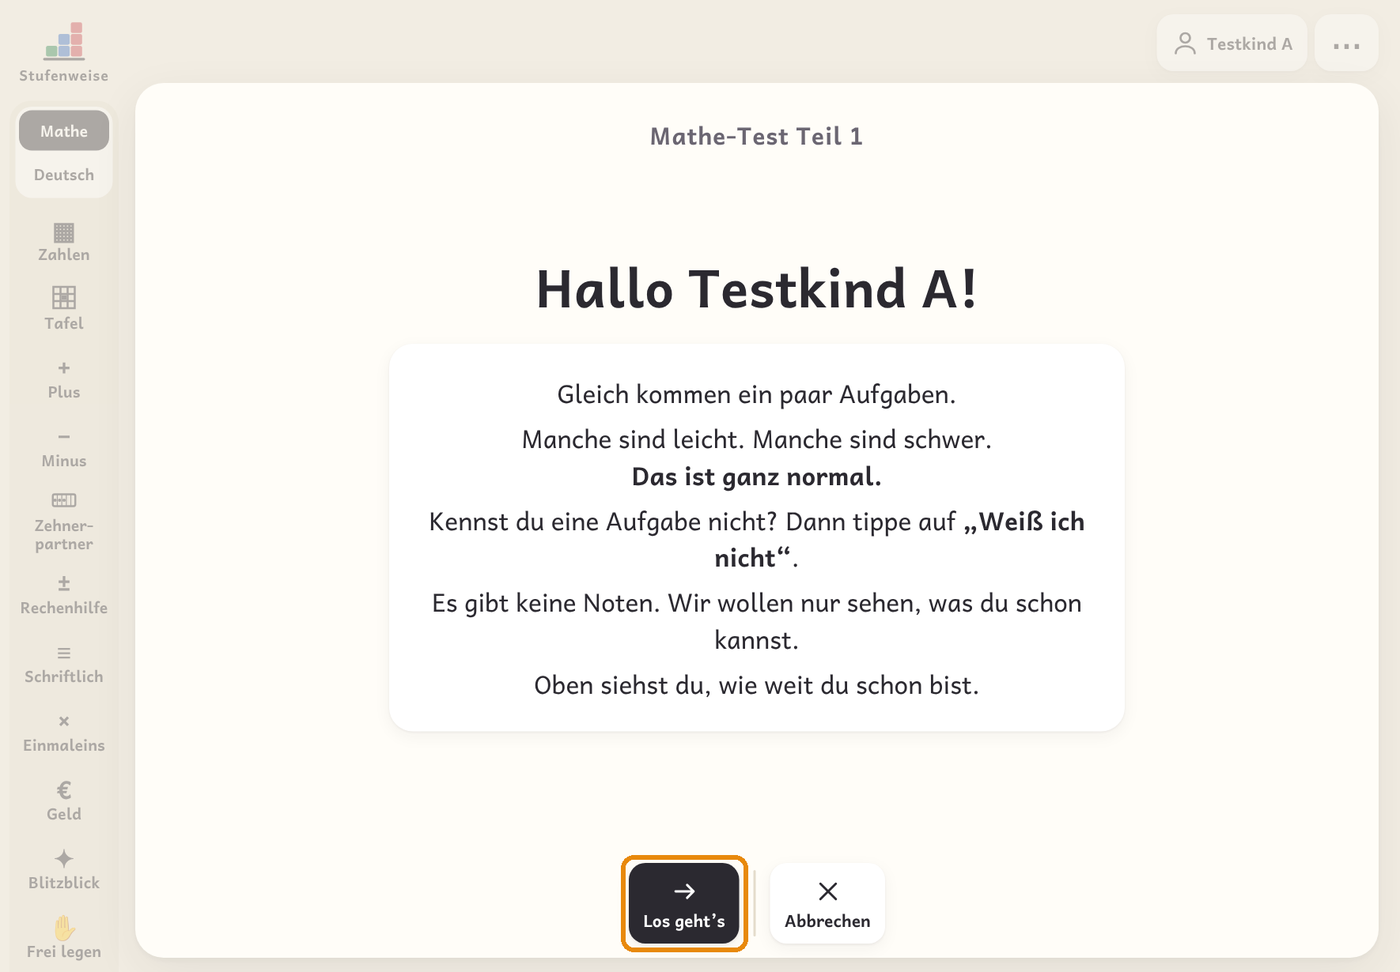 Stufenweise
Testkind A
...
Mathe
Deutsch
Zahlen
Tafel
+
Plus
−
Minus
Zehner-
partner
±
Rechenhilfe
Schriftlich
×
Einmaleins
€
Geld
Blitzblick
Frei legen
Mathe-Test Teil 1
Hallo Testkind A!
Gleich kommen ein paar Aufgaben.
Manche sind leicht. Manche sind schwer.
Das ist ganz normal.
Kennst du eine Aufgabe nicht? Dann tippe auf „Weiß ich
nicht“.
Es gibt keine Noten. Wir wollen nur sehen, was du schon
kannst.
Oben siehst du, wie weit du schon bist.
Los geht’s
Abbrechen